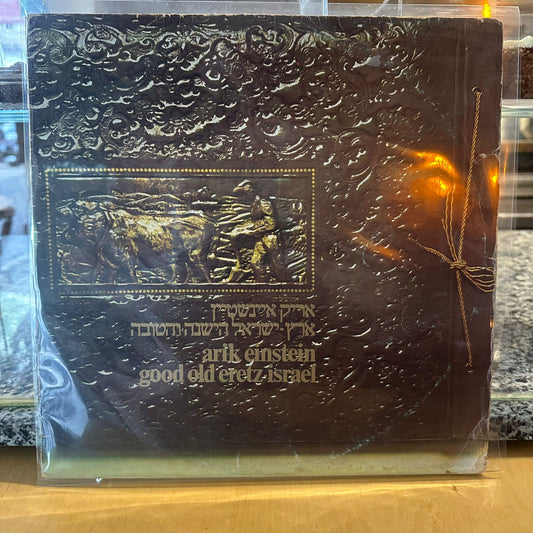 אריק איינשטיין
ארץ-ישראל הישנה והטובה
arik einstein
good old eretz-israel